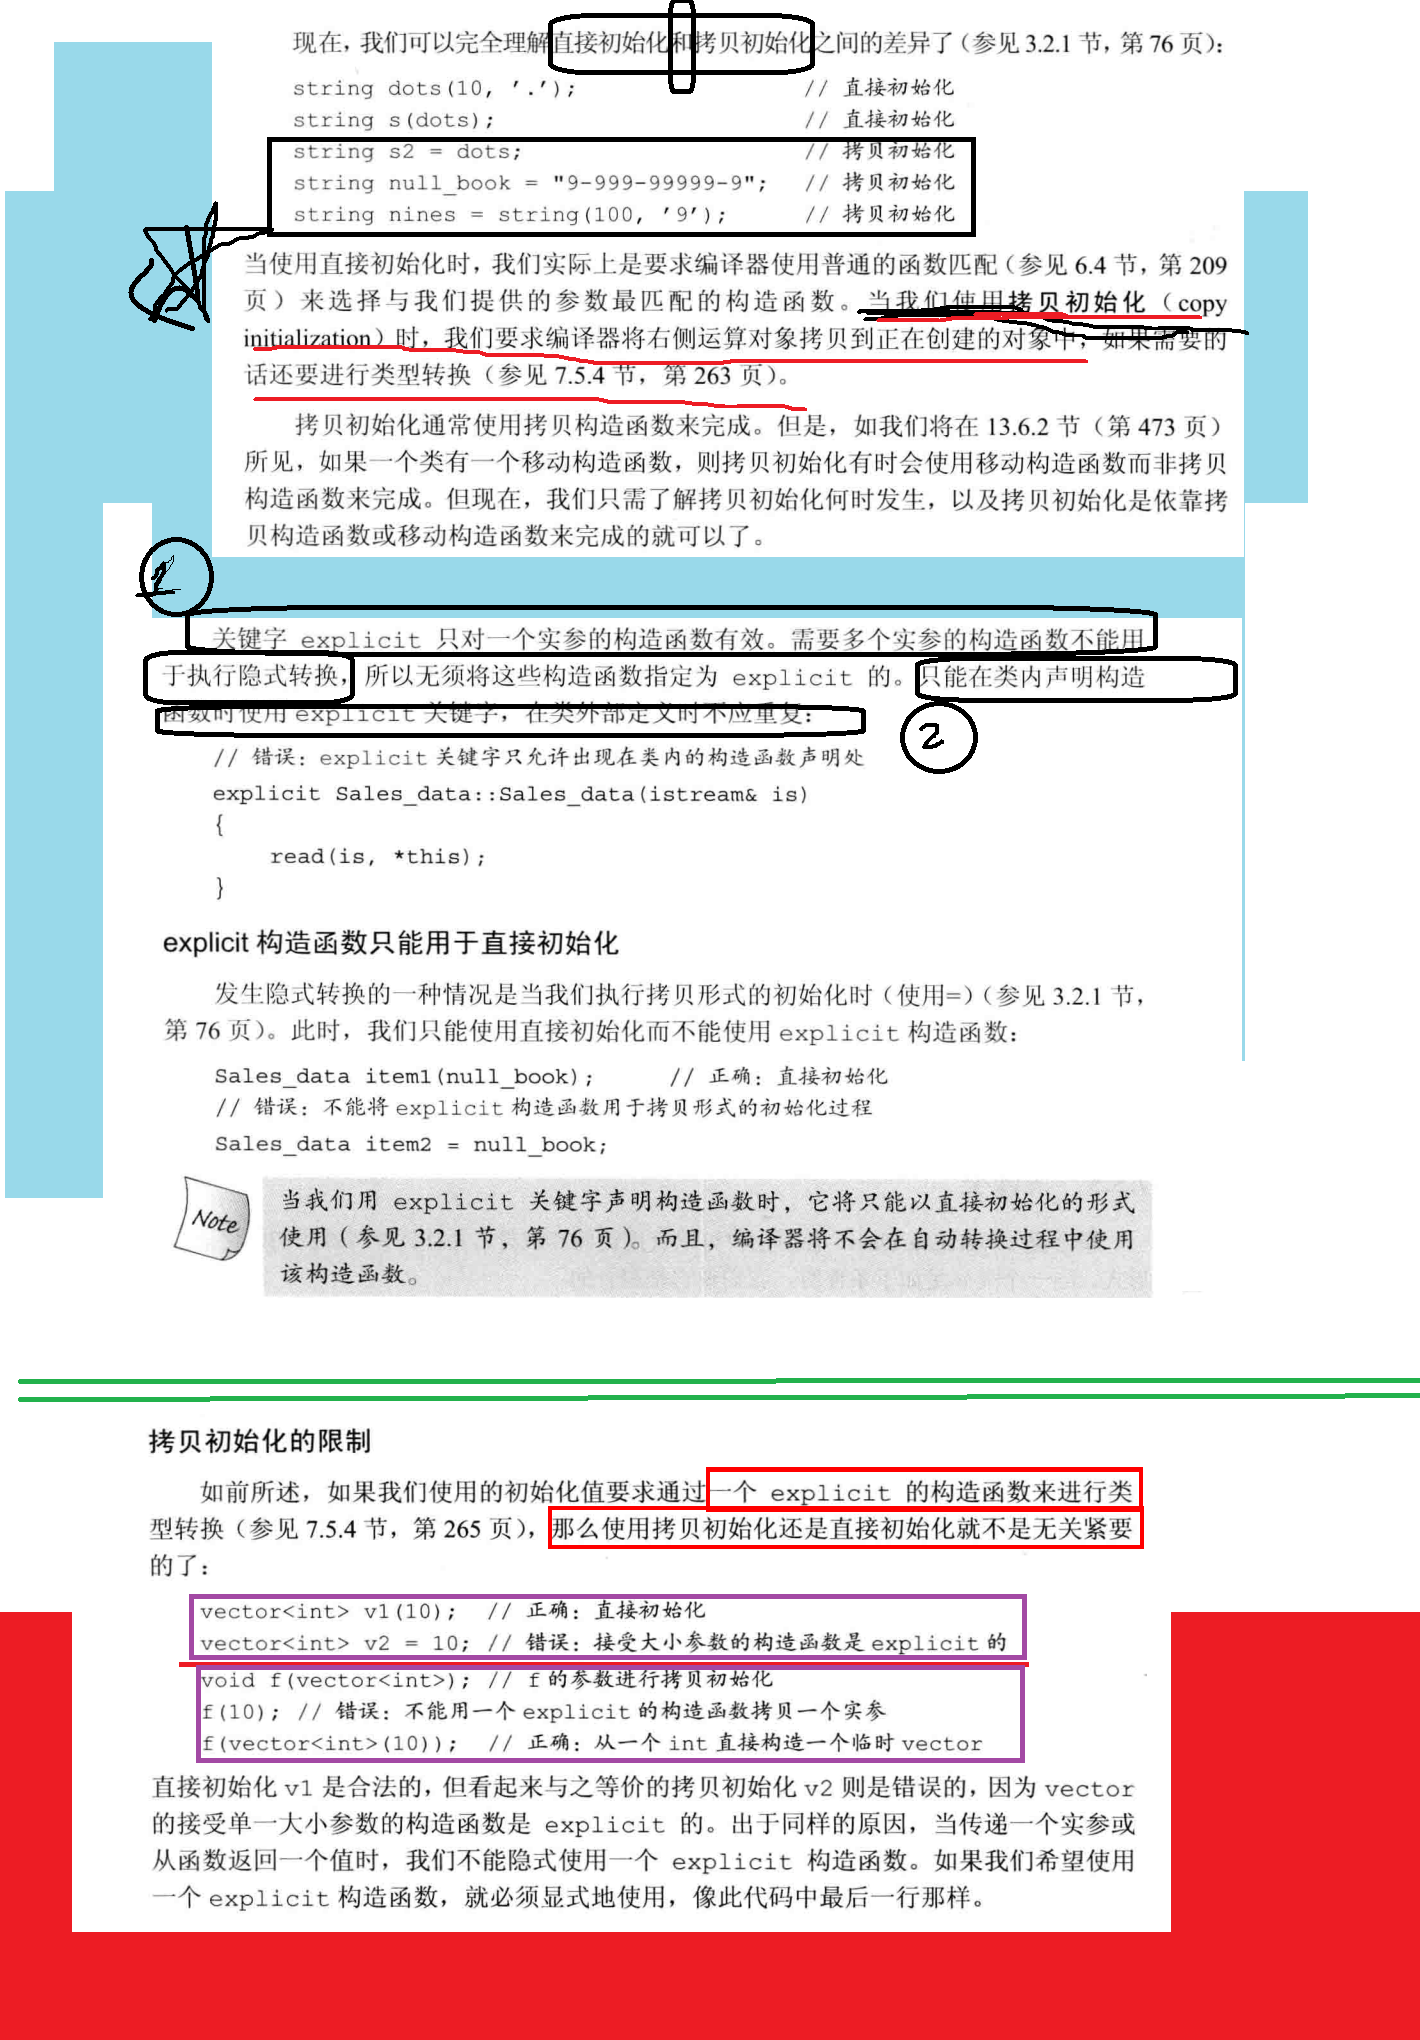 现在，我们可以完全理解直接初始化和拷贝初始化之间的差异了（参见 3.2.1 节，第 76 页）：
string dots(10, '.');    // 直接初始化
string s(dots);    // 直接初始化
string s2 = dots;    // 拷贝初始化
string null_book = "9-999-99999-9";    // 拷贝初始化
string nines = string(100, '9');    // 拷贝初始化
当使用直接初始化时，我们实际上是要求编译器使用普通的函数匹配（参见 6.4 节，第 209
页）来选择与我们提供的参数最匹配的构造函数。当我们使用拷贝初始化（copy
initialization）时，我们要求编译器将右侧运算对象拷贝到正在创建的对象中，如果需要的
话还要进行类型转换（参见 7.5.4 节，第 263 页）。
拷贝初始化通常使用拷贝构造函数来完成。但是，如我们将在 13.6.2 节（第 473 页）
所见，如果一个类有一个移动构造函数，则拷贝初始化有时会使用移动构造函数而非拷贝
构造函数来完成。但现在，我们只需了解拷贝初始化何时发生，以及拷贝初始化是依靠拷
贝构造函数或移动构造函数来完成的就可以了。
1
关键字 explicit 只对一个实参的构造函数有效。需要多个实参的构造函数不能用
于执行隐式转换，所以无须将这些构造函数指定为 explicit 的。只能在类内声明构造
函数时使用 explicit 关键字，在类外部定义时不应重复：
2
// 错误：explicit 关键字只允许出现在类内的构造函数声明处
explicit Sales_data::Sales_data(istream& is)
{
read(is, *this);
}
explicit 构造函数只能用于直接初始化
发生隐式转换的一种情况是当我们执行拷贝形式的初始化时（使用=）（参见 3.2.1 节，
第 76 页）。此时，我们只能使用直接初始化而不能使用 explicit 构造函数：
Sales_data item1(null_book);    // 正确：直接初始化
// 错误：不能将 explicit 构造函数用于拷贝形式的初始化过程
Sales_data item2 = null_book;
Note
当我们用 explicit 关键字声明构造函数时，它将只能以直接初始化的形式
使用（参见 3.2.1 节，第 76 页）。而且，编译器将不会在自动转换过程中使用
该构造函数。
拷贝初始化的限制
如前所述，如果我们使用的初始化值要求通过一个 explicit 的构造函数来进行类
型转换（参见 7.5.4 节，第 265 页），那么使用拷贝初始化还是直接初始化就不是无关紧要
的了：
vector<int> v1(10);    // 正确：直接初始化
vector<int> v2 = 10;    // 错误：接受大小参数的构造函数是 explicit 的
void f(vector<int>);    // f 的参数进行拷贝初始化
f(10);    // 错误：不能用一个 explicit 的构造函数拷贝一个实参
f(vector<int>(10));    // 正确：从一个 int 直接构造一个临时 vector
直接初始化 v1 是合法的，但看起来与之等价的拷贝初始化 v2 则是错误的，因为 vector
的接受单一大小参数的构造函数是 explicit 的。出于同样的原因，当传递一个实参或
从函数返回一个值时，我们不能隐式使用一个 explicit 构造函数。如果我们希望使用
一个 explicit 构造函数，就必须显式地使用，像此代码中最后一行那样。